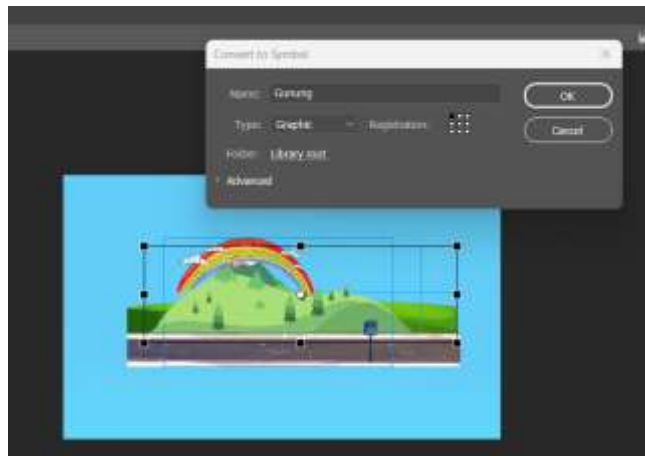 Convert to Symbol
Name: Gunung
OK
Type: Graphic
Registration:
Cancel
Folder: Library root
Advanced